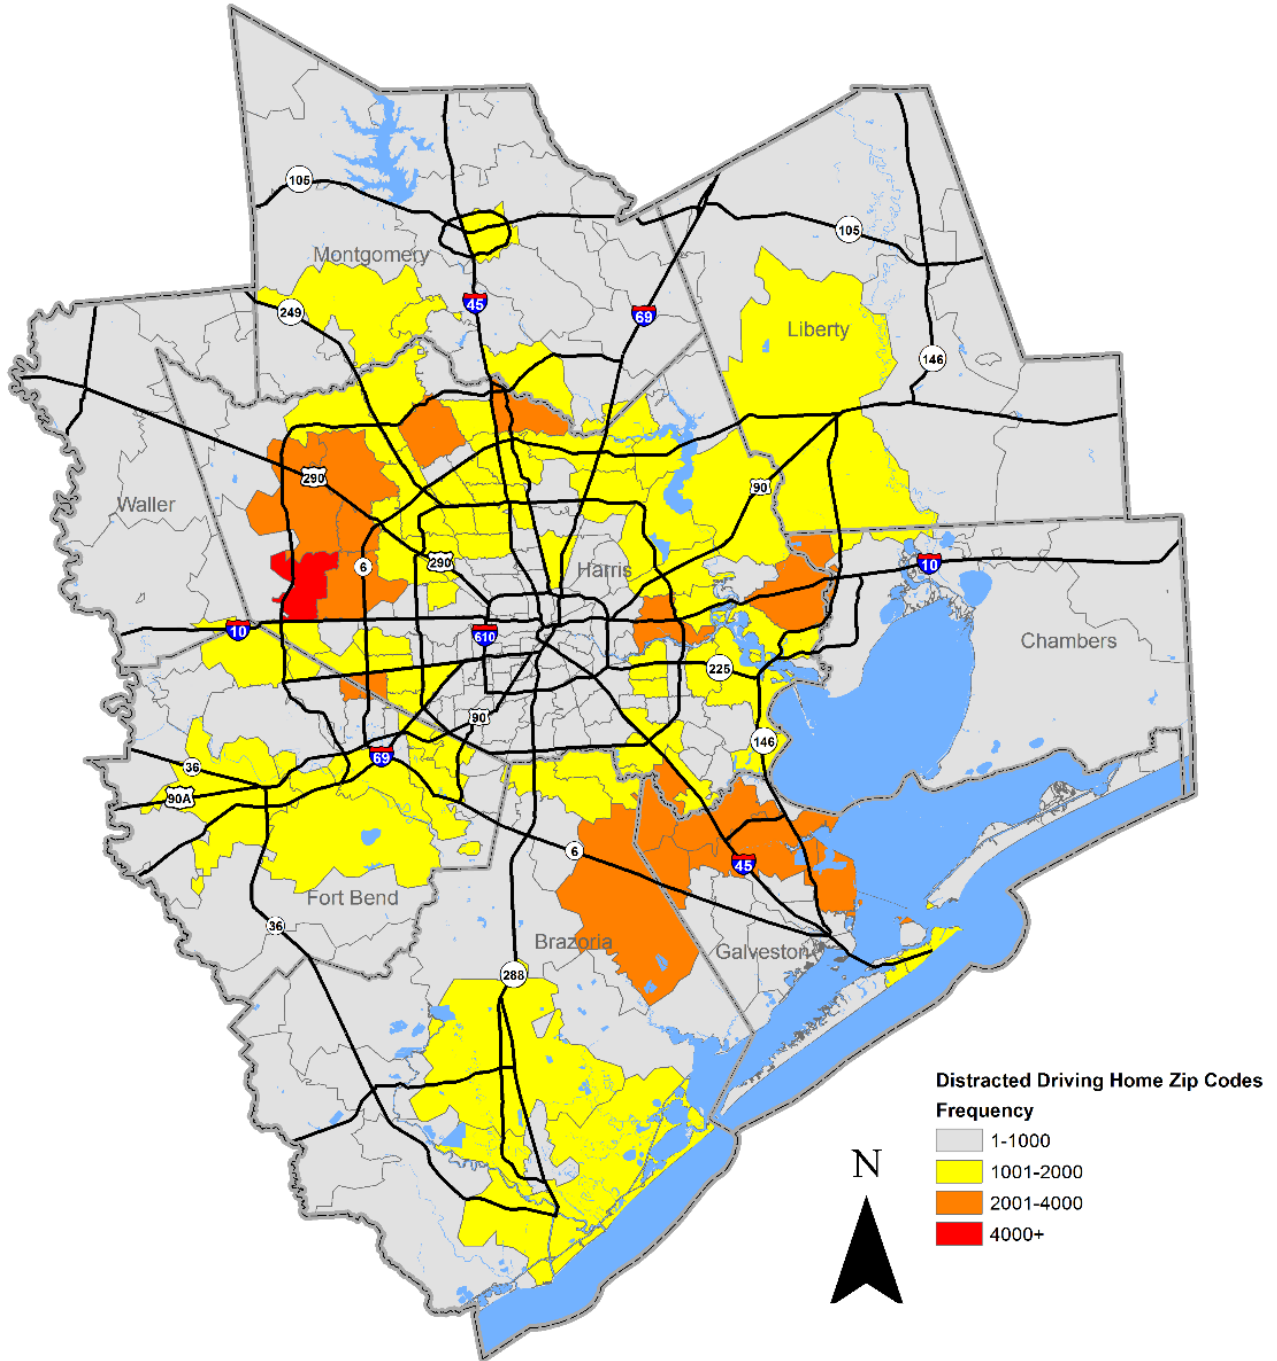 105
105
Montgomery
249
45
69
Liberty
146
290
90
Waller
6
290
Harris
10
10
610
Chambers
225
90
146
69
36
90A
6
45
Fort Bend
36
Brazoria
Galveston
288
Distracted Driving Home Zip Codes
Frequency
1-1000
1001-2000
2001-4000
4000+
N